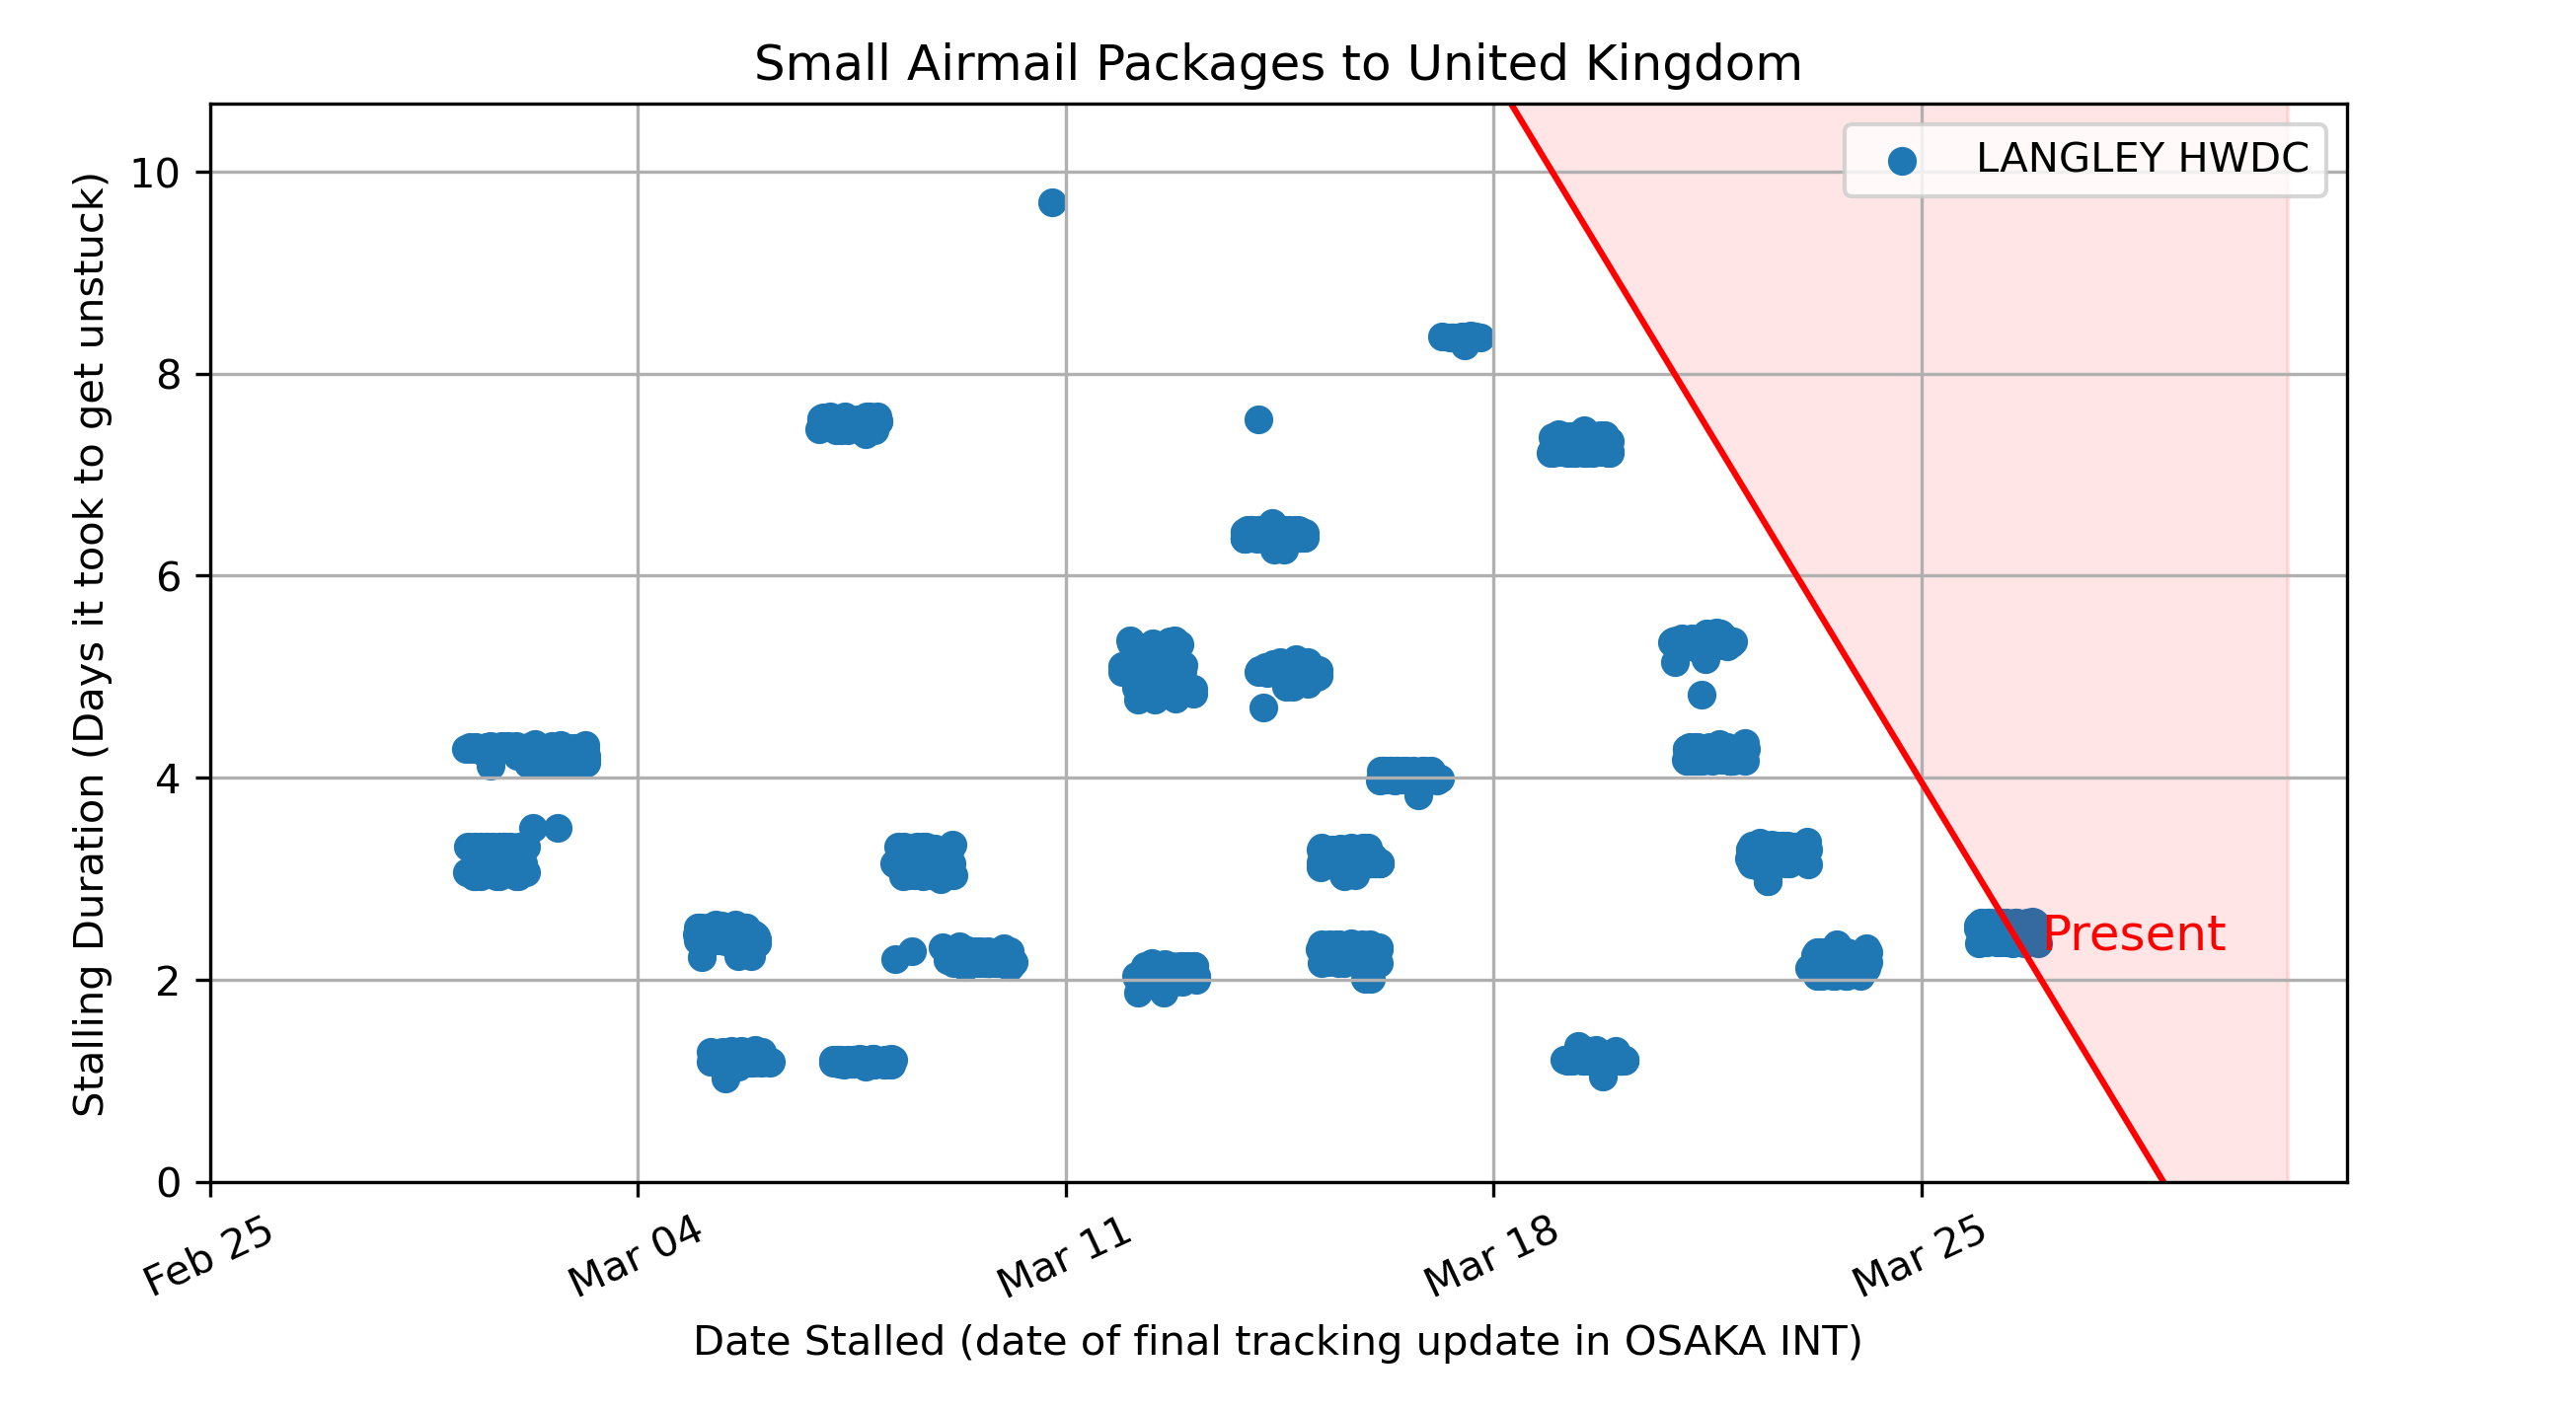 Small Airmail Packages to United Kingdom
LANGLEY HWDC
Stalling Duration (Days it took to get unstuck)
10
8
6
4
2
0
Present
Feb 25
Mar 04
Mar 11
Mar 18
Mar 25
Date Stalled (date of final tracking update in OSAKA INT)